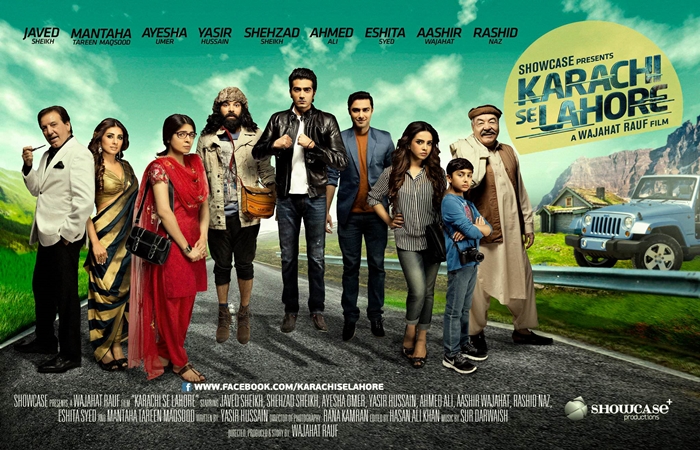 JAVED SHEIKH
MANTAHA TAREEN MAQSOOD
AYESHA UMER
YASIR HUSSAIN
SHEHZAD SHEIKH
AHMED ALI
ESHITA SYED
AASHIR WAJAHAT
RASHID NAZ
SHOWCASE PRESENTS
KARACHI
SE LAHORE
A WAJAHAT RAUF FILM
f WWW.FACEBOOK.COM/KARACHISELAHORE
SHOWCASE PRESENTS A WAJAHAT RAUF FILM "KARACHI SE LAHORE" STARRING JAVED SHEIKH, SHEHZAD SHEIKH, AYESHA OMER, YASIR HUSSAIN, AHMED ALI, AASHIR WAJAHAT, RASHID NAZ,
ESHITA SYED AND MANTAHA TAREEN MAQSOOD WRITTEN BY YASIR HUSSAIN DIRECTOR OF PHOTOGRAPHY RANA KAMRAN EDITED BY HASAN ALI KHAN MUSIC BY SUR DARWAISH
DIRECTED, PRODUCED & STORY BY WAJAHAT RAUF
SHOWCASE+
productions